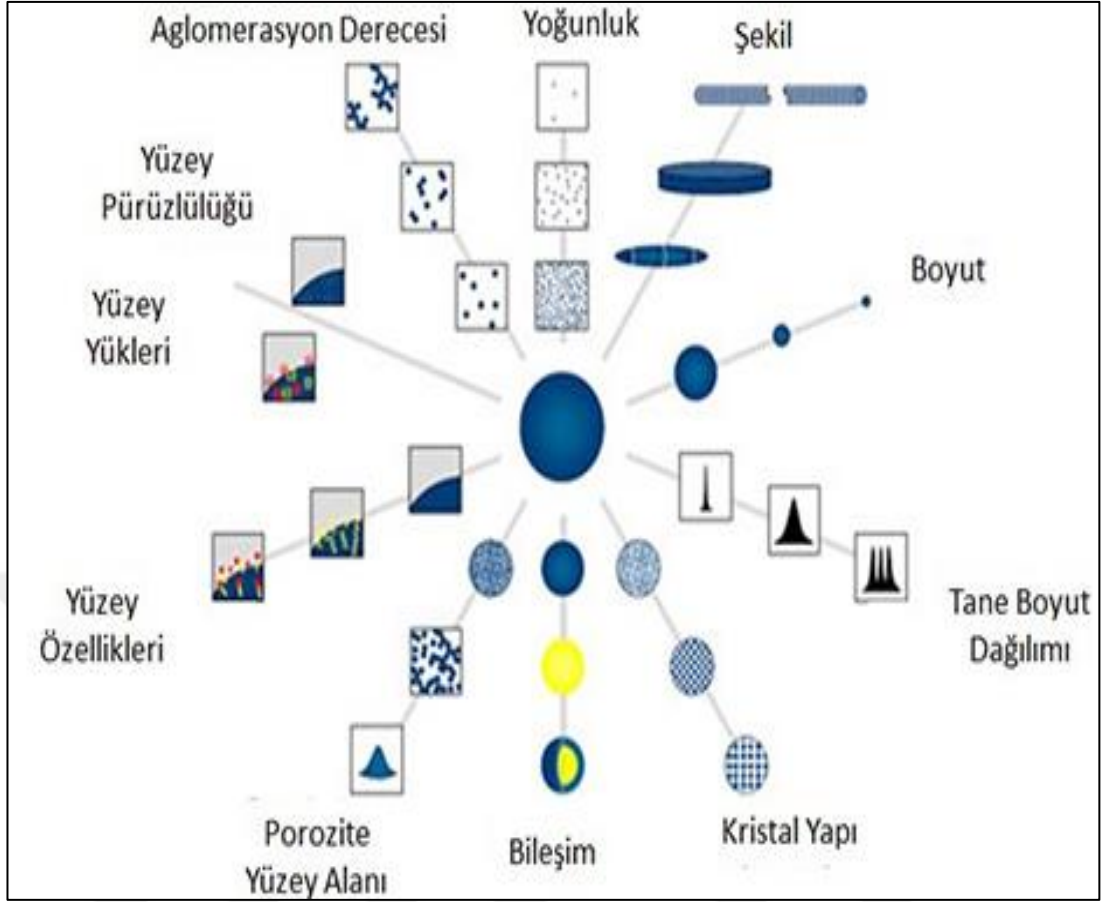 Aglomerasyon Derecesi
Yoğunluk
Şekil
Yüzey
Pürüzlülüğü
Yüzey
Yükleri
Boyut
Yüzey
Özellikleri
Tane Boyut
Dağılımı
Porozite
Yüzey Alanı
Bileşim
Kristal Yapı